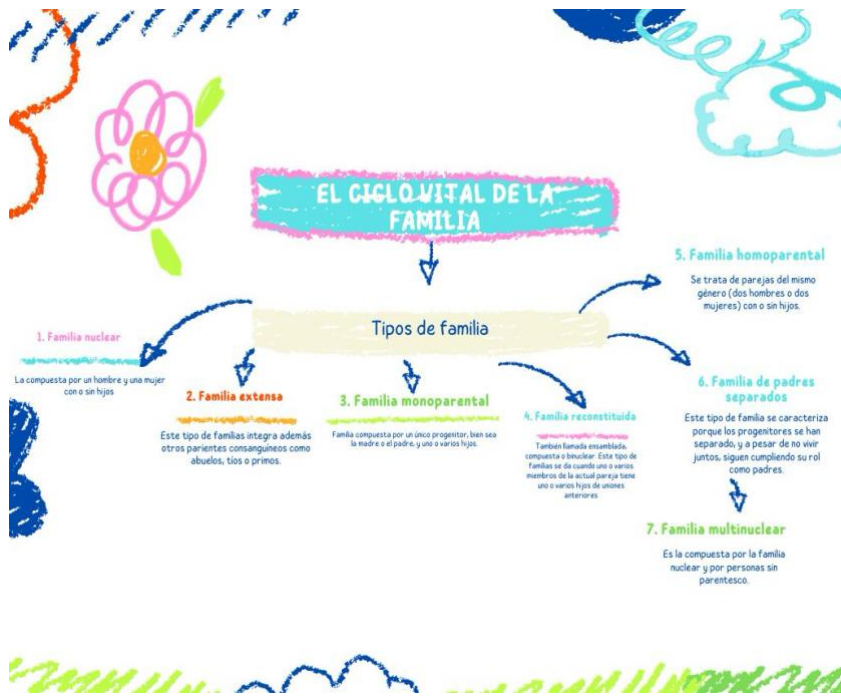 EL CICLO VITAL DE LA
FAMILIA
Tipos de familia
1. Familia nuclear
La compuesta por un hombre y una mujer
con o sin hijos
2. Familia extensa
Este tipo de familias integra además
otros parientes consanguíneos como
abuelos, tíos o primos.
3. Familia monoparental
Familia compuesta por un único progenitor, bien sea
la madre o el padre, y uno o varios hijos.
4. Familia reconstituida
También llamada ensamblada,
compuesta o binuclear. Este tipo de
familias se da cuando uno o varios
miembros de la actual pareja tiene
uno o varios hijos de uniones
anteriores
5. Familia homoparental
Se trata de parejas del mismo
género (dos hombres o dos
mujeres) con o sin hijos.
6. Familia de padres
separados
Este tipo de familia se caracteriza
porque los progenitores se han
separado, y a pesar de no vivir
juntos, siguen cumpliendo su rol
como padres.
7. Familia multinuclear
Es la compuesta por la familia
nuclear y por personas sin
parentesco.